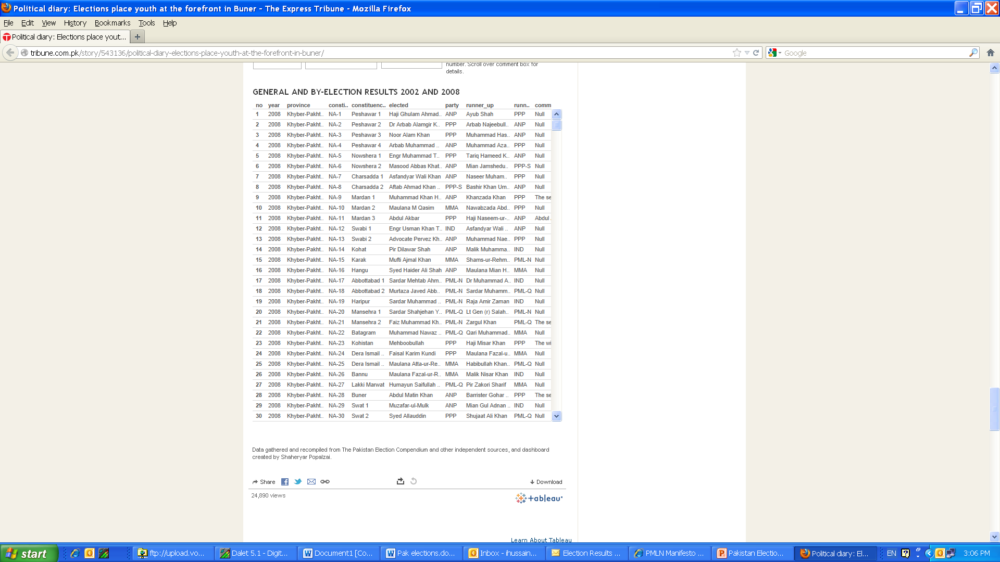 Political diary: Elections place youth at the forefront in Buner - The Express Tribune - Mozilla Firefox
File Edit View History Bookmarks Tools Help
Political diary: Elections place yout... +
tribune.com.pk/story/543136/political-diary-elections-place-youth-at-the-forefront-in-buner/ Google
number. Scroll over comment box for
details.
GENERAL AND BY-ELECTION RESULTS 2002 AND 2008
no year province consti.. constituenc.. elected party runner_up runn.. comm
1 2008 Khyber-Pakht.. NA-1 Peshawar 1 Haji Ghulam Ahmad.. ANP Ayub Shah PPP Null
2 2008 Khyber-Pakht.. NA-2 Peshawar 2 Dr Arbab Alamgir K.. PPP Arbab Najeebull.. ANP Null
3 2008 Khyber-Pakht.. NA-3 Peshawar 3 Noor Alam Khan PPP Muhammad Has.. ANP Null
4 2008 Khyber-Pakht.. NA-4 Peshawar 4 Arbab Muhammad .. ANP Muhammad Aza.. PPP Null
5 2008 Khyber-Pakht.. NA-5 Nowshera 1 Engr Muhammad T.. PPP Tariq Hameed K.. ANP Null
6 2008 Khyber-Pakht.. NA-6 Nowshera 2 Masood Abbas Khat.. ANP Mian Jamshedu.. PPP-S Null
7 2008 Khyber-Pakht.. NA-7 Charsadda 1 Asfandyar Wali Khan ANP Naseer Muham.. PPP Null
8 2008 Khyber-Pakht.. NA-8 Charsadda 2 Aftab Ahmad Khan .. PPP-S Bashir Khan Um.. ANP Null
9 2008 Khyber-Pakht.. NA-9 Mardan 1 Muhammad Khan H.. ANP Khanzada Khan PPP The se
10 2008 Khyber-Pakht.. NA-10 Mardan 2 Maulana M Qasim MMA Nawabzada Abd.. PPP Null
11 2008 Khyber-Pakht.. NA-11 Mardan 3 Abdul Akbar PPP Haji Naseem-ur-.. ANP Abdul
12 2008 Khyber-Pakht.. NA-12 Swabi 1 Engr Usman Khan T.. IND Asfandyar Wali .. ANP Null
13 2008 Khyber-Pakht.. NA-13 Swabi 2 Advocate Pervez Kh.. ANP Muhammad Nae.. PPP Null
14 2008 Khyber-Pakht.. NA-14 Kohat Pir Dilawar Shah ANP Malik Muhamma.. IND Null
15 2008 Khyber-Pakht.. NA-15 Karak Mufti Ajmal Khan MMA Shams-ur-Rehm.. PML-N Null
16 2008 Khyber-Pakht.. NA-16 Hangu Syed Haider Ali Shah ANP Maulana Mian H.. MMA Null
17 2008 Khyber-Pakht.. NA-17 Abbottabad 1 Sardar Mehtab Ahm.. PML-N Dr Muhammad A.. IND Null
18 2008 Khyber-Pakht.. NA-18 Abbottabad 2 Murtaza Javed Abb.. PML-N Sardar Muhamm.. PML-Q Null
19 2008 Khyber-Pakht.. NA-19 Haripur Sardar Muhammad .. PML-N Raja Amir Zaman IND Null
20 2008 Khyber-Pakht.. NA-20 Mansehra 1 Sardar Shahjehan Y.. PML-Q Lt Gen (r) Salah.. PML-N Null
21 2008 Khyber-Pakht.. NA-21 Mansehra 2 Faiz Muhammad Kh.. PML-N Zargul Khan PML-Q The se
22 2008 Khyber-Pakht.. NA-22 Batagram Muhammad Nawaz .. PML-Q Qari Muhammad.. MMA Null
23 2008 Khyber-Pakht.. NA-23 Kohistan Mehboobullah PPP Haji Misar Khan PPP The wi
24 2008 Khyber-Pakht.. NA-24 Dera Ismail .. Faisal Karim Kundi PPP Maulana Fazal-u.. MMA Null
25 2008 Khyber-Pakht.. NA-25 Dera Ismail .. Maulana Atta-ur-Re.. MMA Habibullah Khan.. PML-Q Null
26 2008 Khyber-Pakht.. NA-26 Bannu Maulana Fazal-ur-R.. MMA Malik Nisar Khan IND Null
27 2008 Khyber-Pakht.. NA-27 Lakki Marwat Humayun Saifullah .. PML-Q Pir Zakori Sharif MMA Null
28 2008 Khyber-Pakht.. NA-28 Buner Abdul Matin Khan ANP Barrister Gohar .. PPP The se
29 2008 Khyber-Pakht.. NA-29 Swat 1 Muzafar-ul-Mulk ANP Mian Gul Adnan .. IND Null
30 2008 Khyber-Pakht.. NA-30 Swat 2 Syed Allauddin PPP Shujaat Ali Khan PML-Q Null
Data gathered and recompiled from The Pakistan Election Compendium and other independent sources, and dashboard
created by Shaheryar Popalzai.
Share Download
24,890 views +ableau
Learn About Tableau
start ftp://upload.vo... Dalet 5.1 - Digit... Document1 [Co... Pak elections.do... Inbox - ihussain... Election Results ... PMLN Manifesto ... Pakistan Electio... Political diary: El... EN 3:06 PM